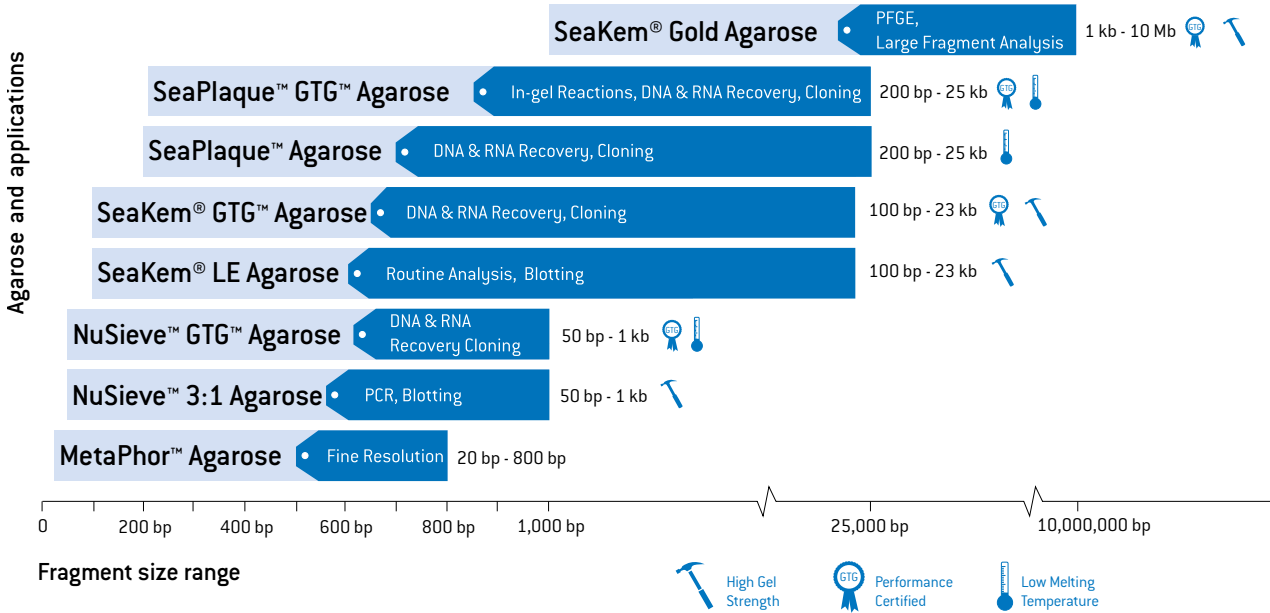 Agarose and applications
SeaKem® Gold Agarose
PFGE,
Large Fragment Analysis
1 kb - 10 Mb
GTG
SeaPlaque™ GTG™ Agarose
In-gel Reactions, DNA & RNA Recovery, Cloning
200 bp - 25 kb
GTG
SeaPlaque™ Agarose
DNA & RNA Recovery, Cloning
200 bp - 25 kb
SeaKem® GTG™ Agarose
DNA & RNA Recovery, Cloning
100 bp - 23 kb
GTG
SeaKem® LE Agarose
Routine Analysis, Blotting
100 bp - 23 kb
NuSieve™ GTG™ Agarose
DNA & RNA
Recovery Cloning
50 bp - 1 kb
GTG
NuSieve™ 3:1 Agarose
PCR, Blotting
50 bp - 1 kb
MetaPhor™ Agarose
Fine Resolution
20 bp - 800 bp
0
200 bp
400 bp
600 bp
800 bp
1,000 bp
25,000 bp
10,000,000 bp
Fragment size range
High Gel
Strength
GTG
Performance
Certified
Low Melting
Temperature